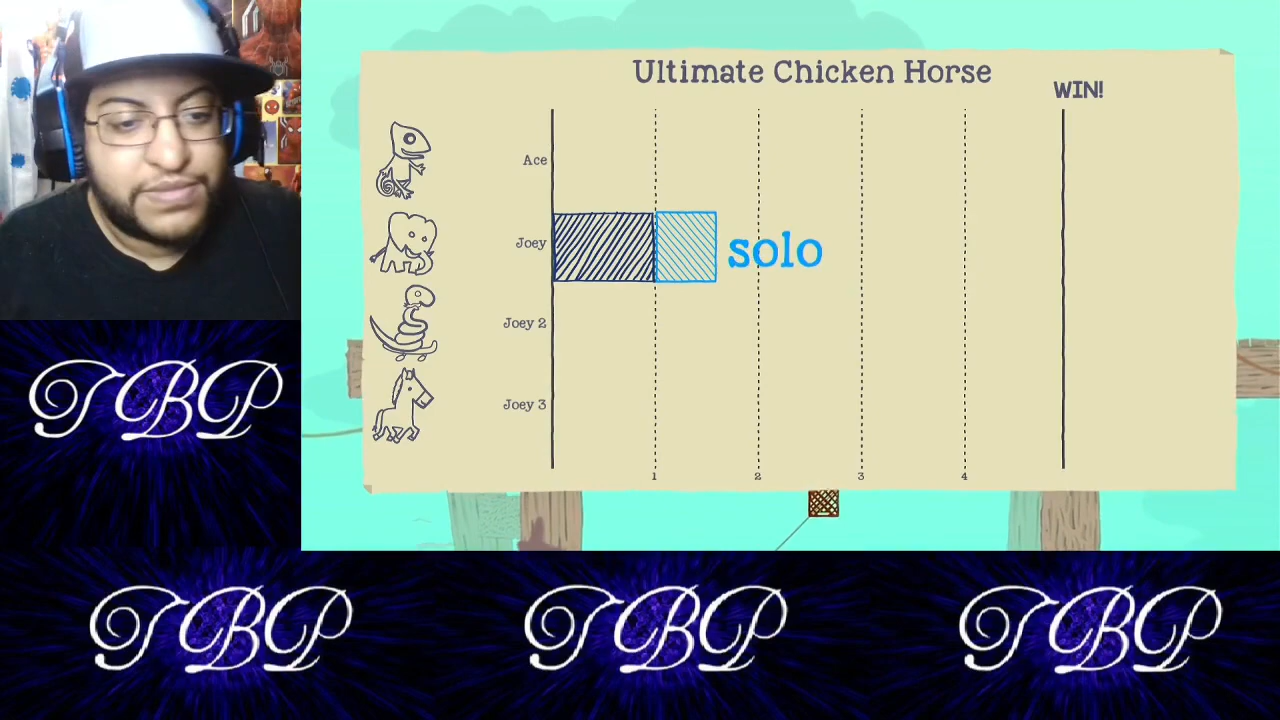 Ultimate Chicken Horse
WIN!
Ace
Joey
solo
Joey 2
Joey 3
1 2 3 4
TBP
TBP TBP TBP